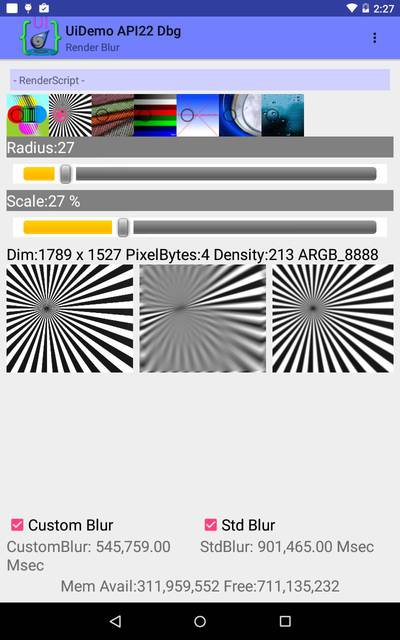 2:27
UiDemo API22 Dbg
Render Blur
- RenderScript -
Radius:27
Scale:27 %
Dim:1789 x 1527 PixelBytes:4 Density:213 ARGB_8888
Custom Blur
Std Blur
CustomBlur: 545,759.00
Msec
StdBlur: 901,465.00 Msec
Mem Avail:311,959,552 Free:711,135,232